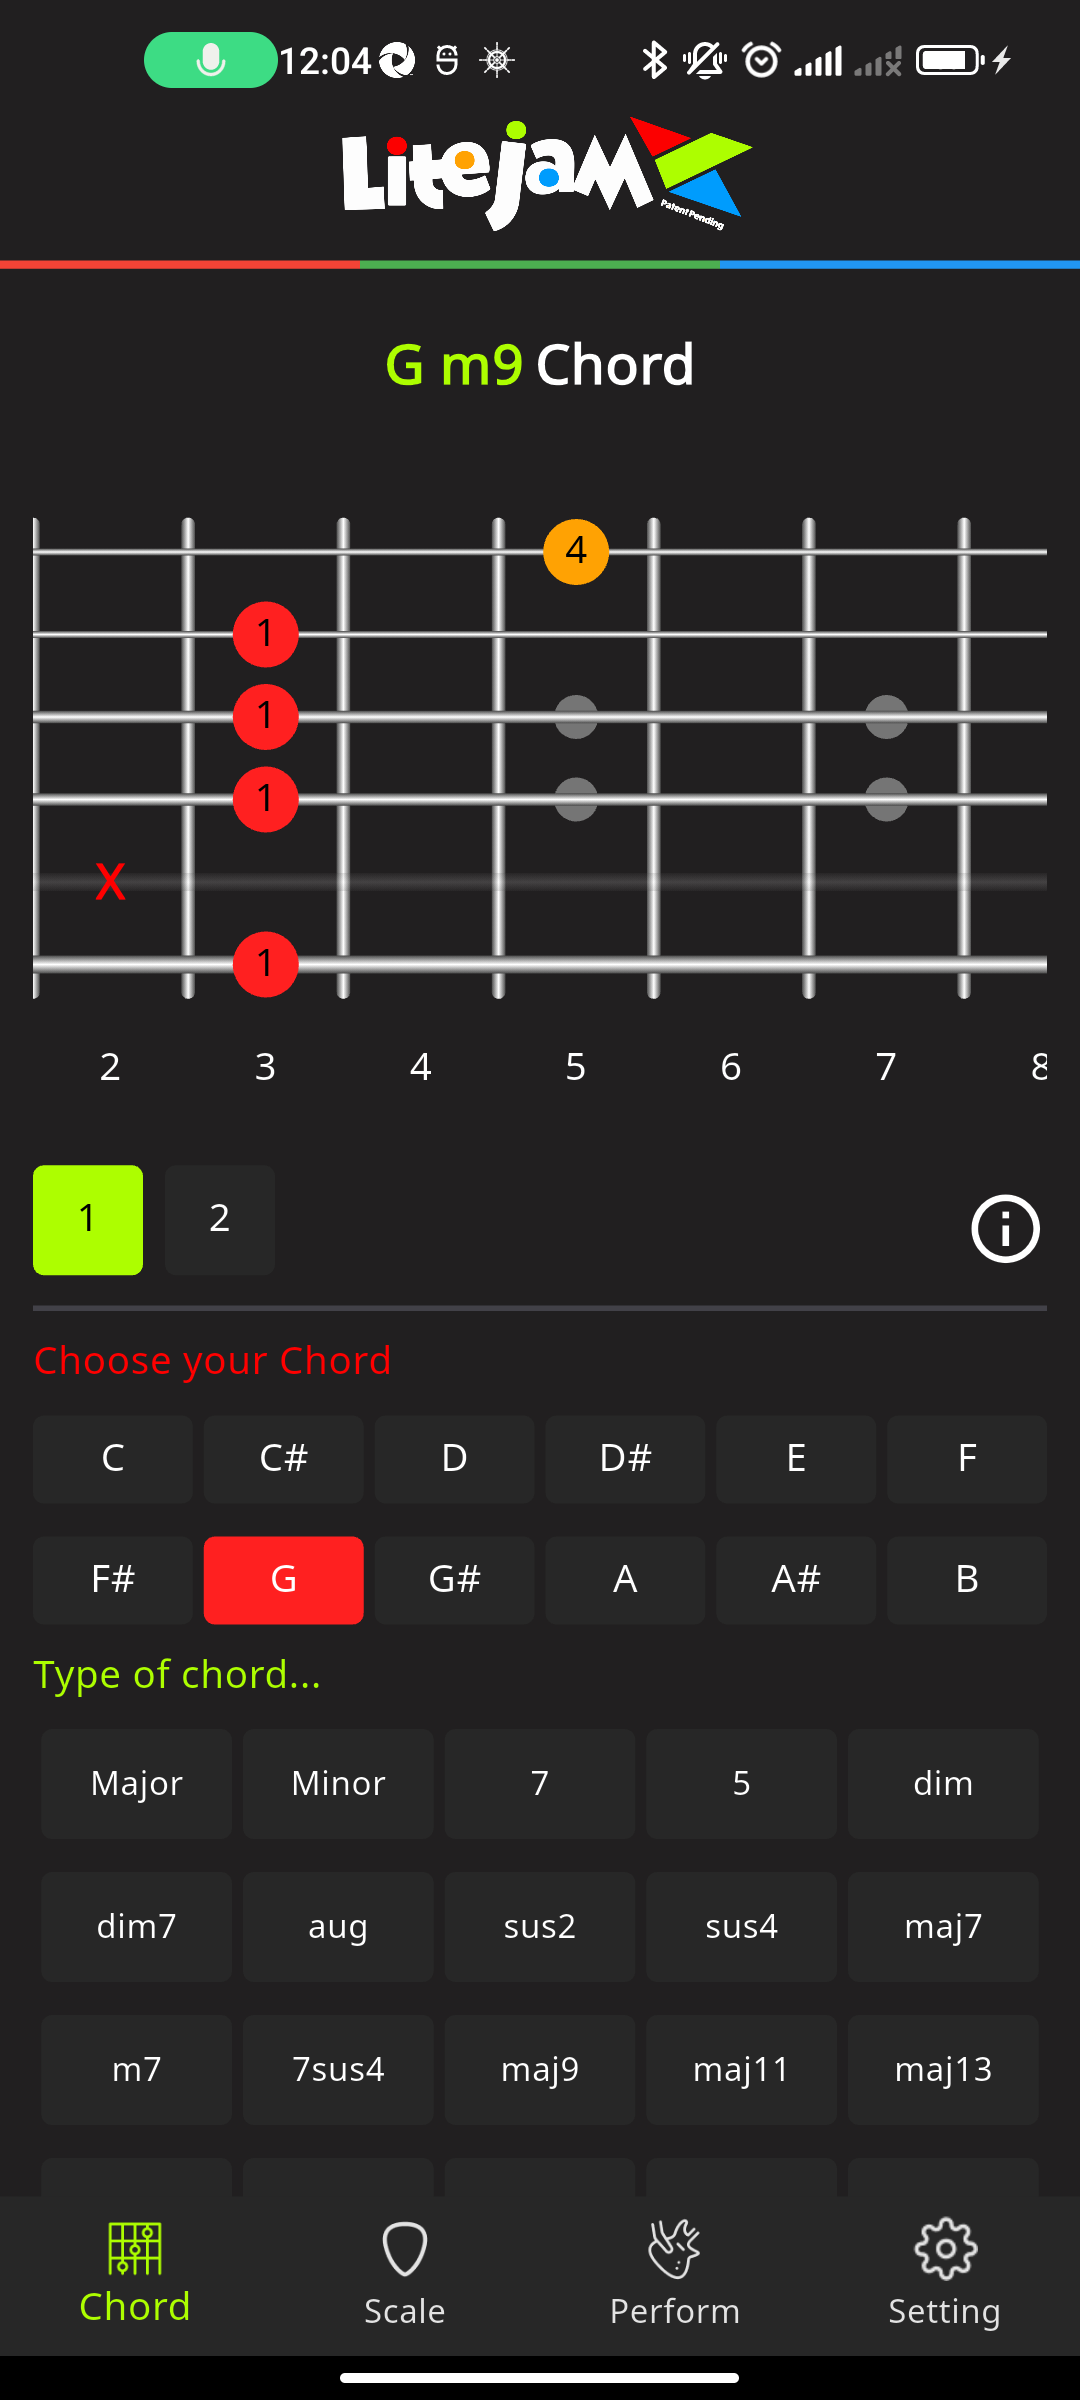 12:04
Litejam
Patent Pending
G m9 Chord
4
1
1
1
X
1
2 3 4 5 6 7 8
1 2
Choose your Chord
C C# D D# E F
F# G G# A A# B
Type of chord...
Major Minor 7 5 dim
dim7 aug sus2 sus4 maj7
m7 7sus4 maj9 maj11 maj13
Chord Scale Perform Setting